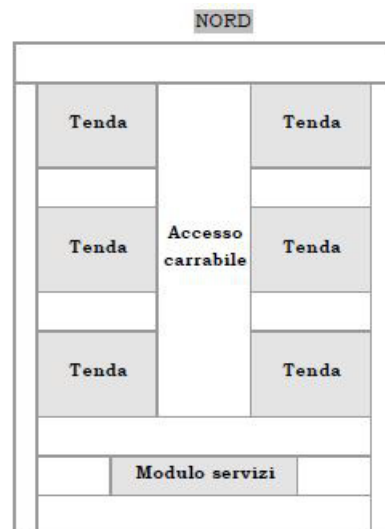 NORD
Tenda
Tenda
Tenda
Accesso
carrabile
Tenda
Tenda
Tenda
Modulo servizi